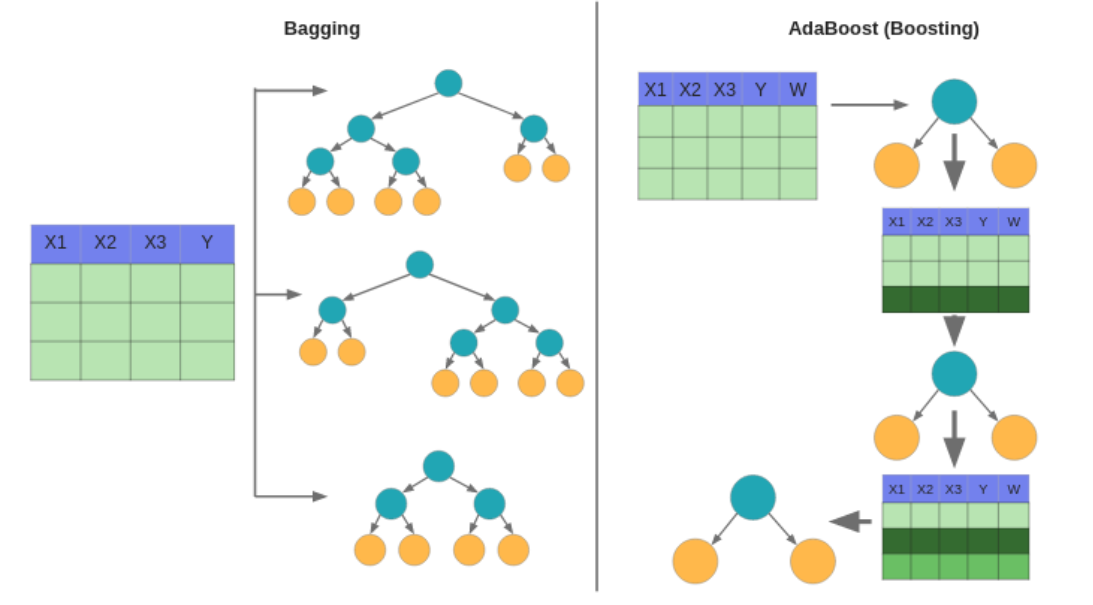 Bagging
X1 X2 X3 Y
AdaBoost (Boosting)
X1 X2 X3 Y W
X1 X2 X3 Y W
X1 X2 X3 Y W